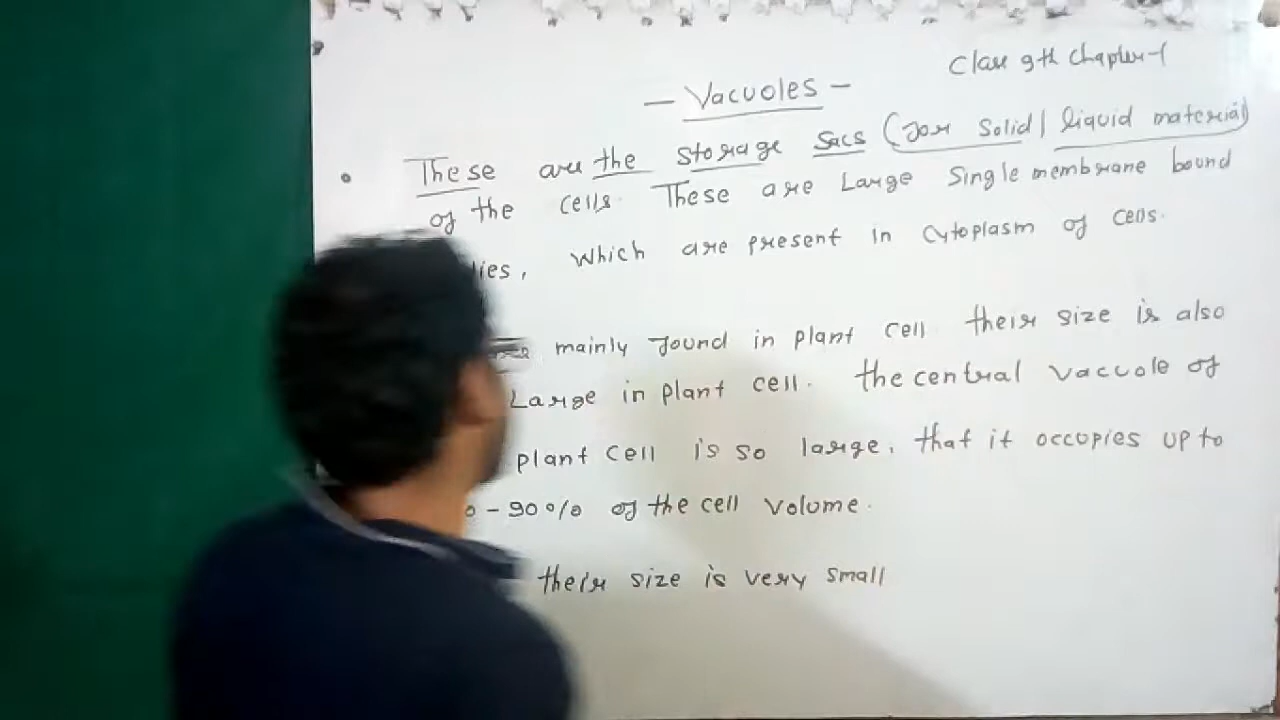 Class 9th Chapter-1
- Vacuoles -
• These are the storage sacs (for solid/liquid material)
of the cells. These are Large Single membrane bound
which are present in cytoplasm of cells.
mainly found in plant cell. their size is also
Large in plant cell. the central vaccole of
plant cell is so large, that it occupies up to
- 90% of the cell volume.
their size is very small